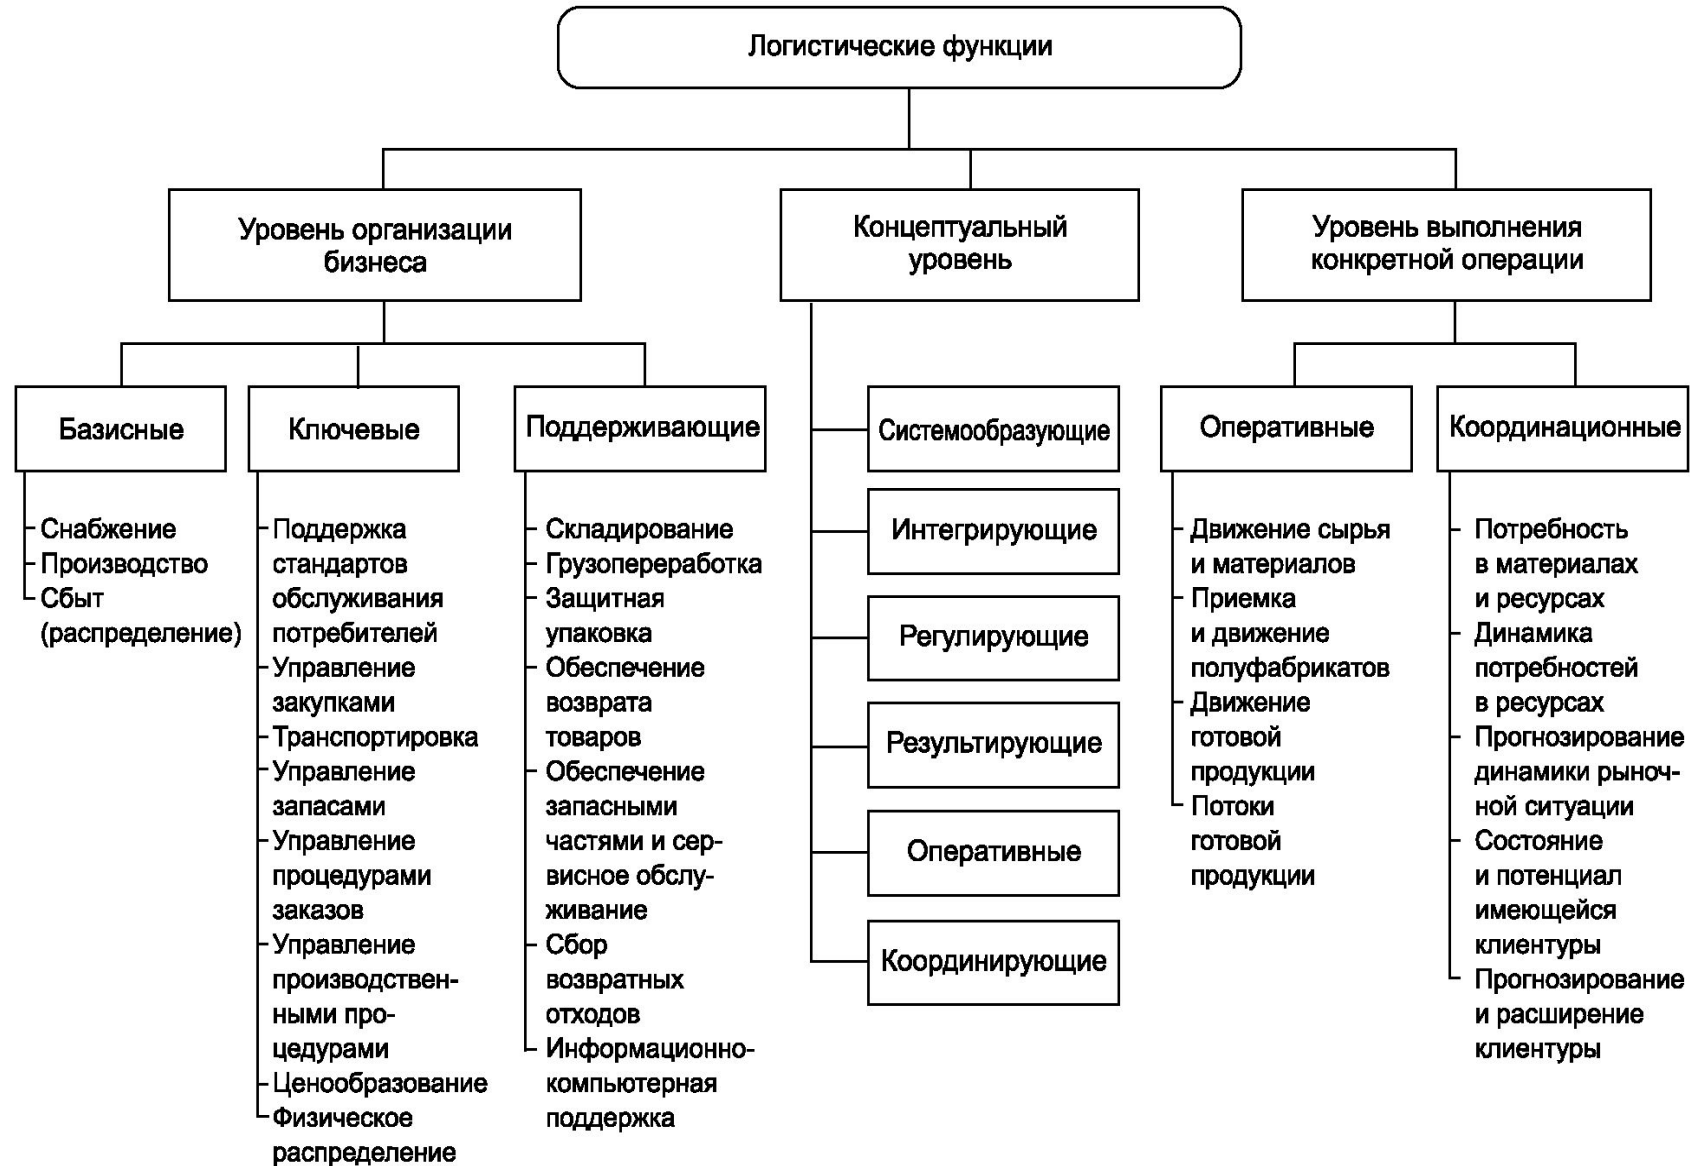 Логистические функции
Уровень организации
бизнеса
Концептуальный
уровень
Уровень выполнения
конкретной операции
Базисные
Снабжение
Производство
Сбыт
(распределение)
Ключевые
Поддержка
стандартов
обслуживания
потребителей
Управление
закупками
Транспортировка
Управление
запасами
Управление
процедурами
заказов
Управление
производствен-
ными про-
цедурами
Ценообразование
Физическое
распределение
Поддерживающие
Складирование
Грузопереработка
Защитная
упаковка
Обеспечение
возврата
товаров
Обеспечение
запасными
частями и сер-
висное обслу-
живание
Сбор
возвратных
отходов
Информационно-
компьютерная
поддержка
Системообразующие
Интегрирующие
Регулирующие
Результирующие
Оперативные
Координирующие
Оперативные
Движение сырья
и материалов
Приемка
и движение
полуфабрикатов
Движение
готовой
продукции
Потоки
готовой
продукции
Координационные
Потребность
в материалах
и ресурсах
Динамика
потребностей
в ресурсах
Прогнозирование
динамики рыноч-
ной ситуации
Состояние
и потенциал
имеющейся
клиентуры
Прогнозирование
и расширение
клиентуры